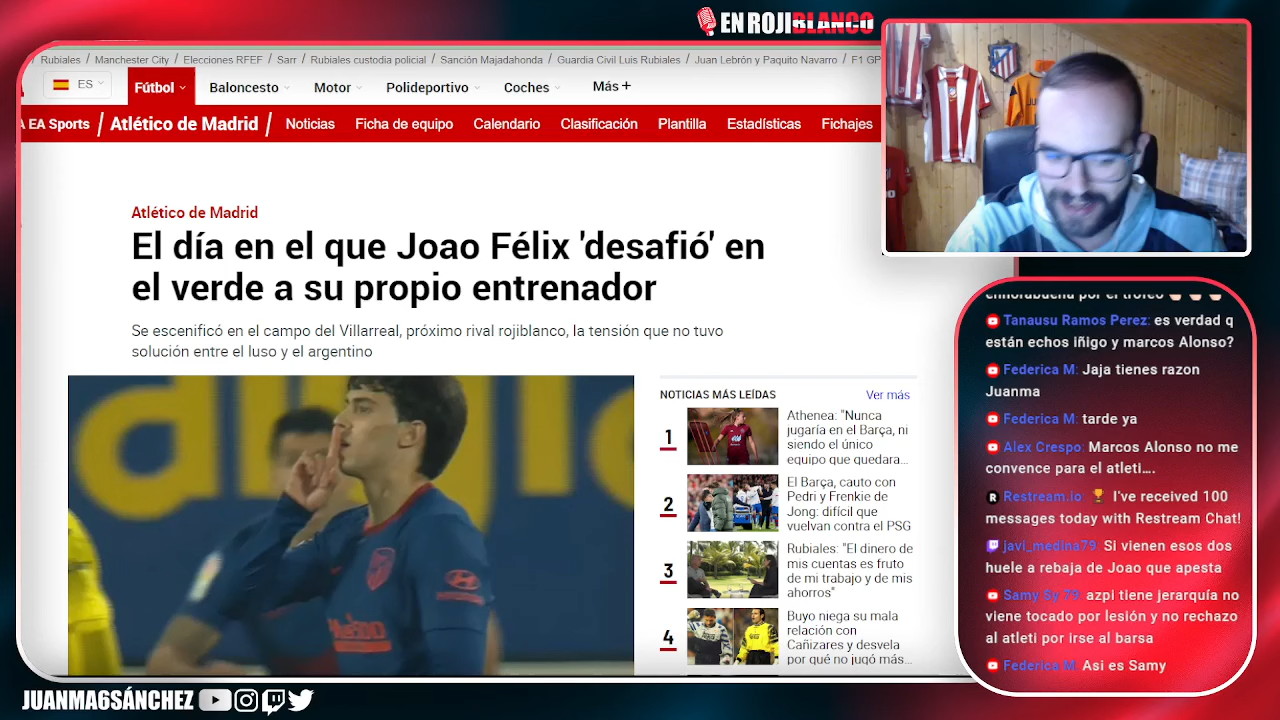 EN ROJIBLANCO
Rubiales / Manchester City / Elecciones RFEF / Sarr / Rubiales custodia policial / Sanción Majadahonda / Guardia Civil Luis Rubiales / Juan Lebrón y Paquito Navarro / F1 GP
ES Fútbol Baloncesto Motor Polideportivo Coches Más +
A EA Sports / Atlético de Madrid / Noticias Ficha de equipo Calendario Clasificación Plantilla Estadísticas Fichajes
Atlético de Madrid
El día en el que Joao Félix 'desafió' en
el verde a su propio entrenador
Se escenificó en el campo del Villarreal, próximo rival rojiblanco, la tensión que no tuvo
solución entre el luso y el argentino
NOTICIAS MÁS LEÍDAS Ver más
1
Athenea: "Nunca
jugaría en el Barça, ni
siendo el único
equipo que quedara...
2
El Barça, cauto con
Pedri y Frenkie de
Jong: difícil que
vuelvan contra el PSG
3
Rubiales: "El dinero de
mis cuentas es fruto
de mi trabajo y de mis
ahorros"
4
Buyo niega su mala
relación con
Cañizares y desvela
por qué no jugó más...
enhorabuena por el trofeo
Tanausu Ramos Perez: es verdad q
están echos iñigo y marcos Alonso?
Federica M: Jaja tienes razon
Juanma
Federica M: tarde ya
Alex Crespo: Marcos Alonso no me
convence para el atleti....
Restream.io: 🏆 I've received 100
messages today with Restream Chat!
javi_medina79: Si vienen esos dos
huele a rebaja de Joao que apesta
Samy Sy 79: azpi tiene jerarquía no
viene tocado por lesión y no rechazo
al atleti por irse al barsa
Federica M: Asi es Samy
JUANMA6SÁNCHEZ